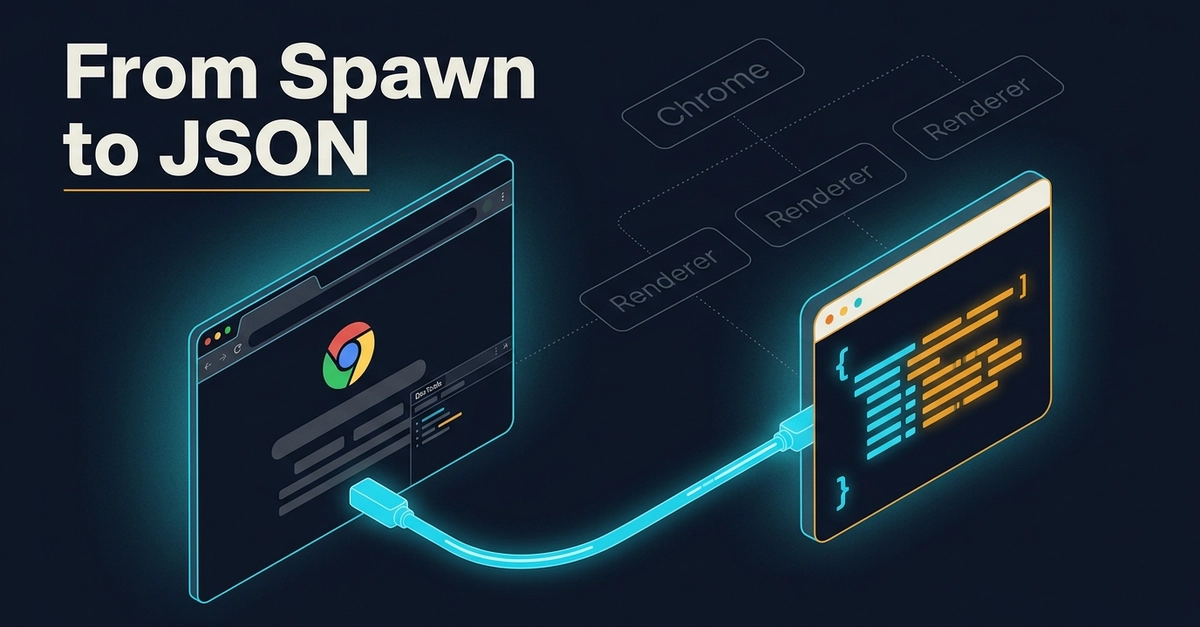 From Spawn
to JSON
Chrome
Renderer
Renderer
Renderer
DevTools
{
]
}